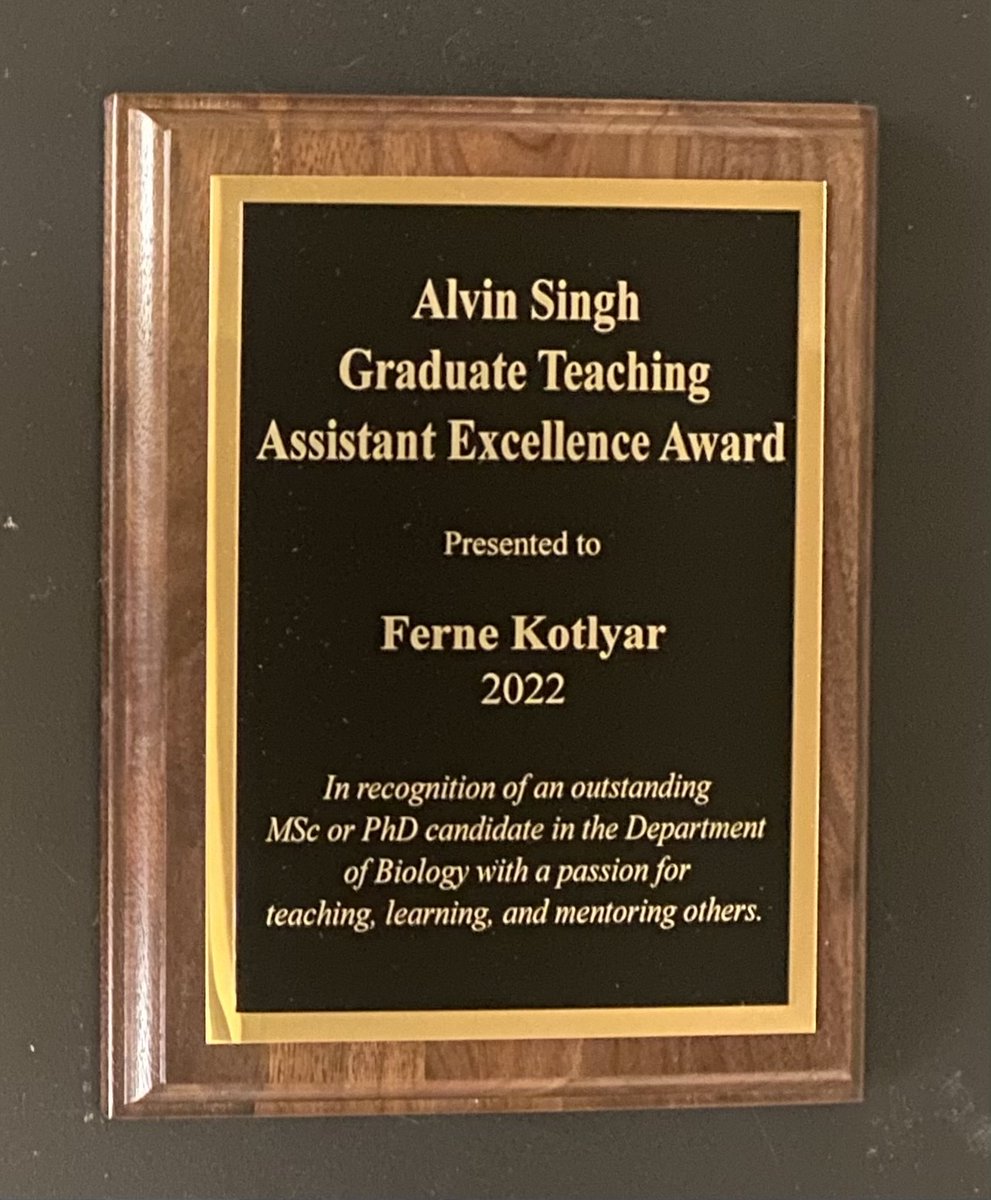 Alvin Singh
Graduate Teaching
Assistant Excellence Award
Presented to
Ferne Kotlyar
2022
In recognition of an outstanding
MSc or PhD candidate in the Department
of Biology with a passion for
teaching, learning, and mentoring others.